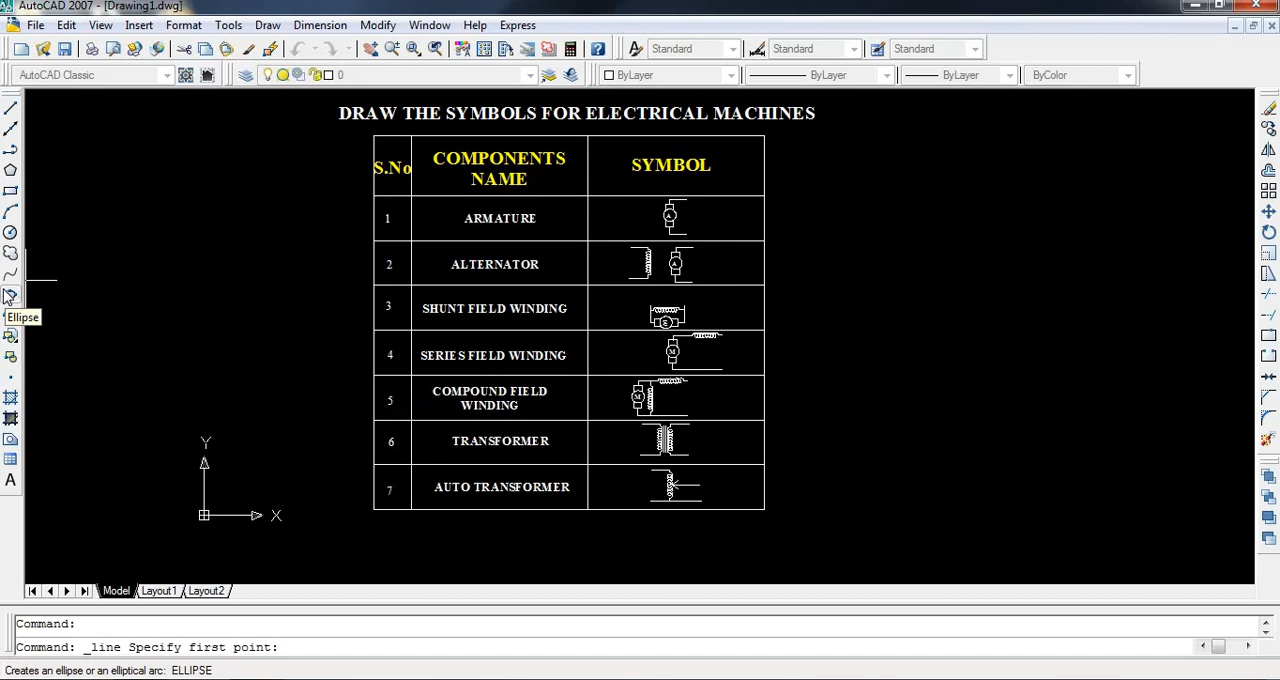 AutoCAD 2007 - [Drawing1.dwg]
File Edit View Insert Format Tools Draw Dimension Modify Window Help Express
Standard Standard Standard
AutoCAD Classic 0 ByLayer ByLayer ByLayer ByColor
DRAW THE SYMBOLS FOR ELECTRICAL MACHINES
S.No COMPONENTS NAME SYMBOL
1 ARMATURE A
2 ALTERNATOR A
3 SHUNT FIELD WINDING
4 SERIES FIELD WINDING M
5 COMPOUND FIELD WINDING M
6 TRANSFORMER
7 AUTO TRANSFORMER
Ellipse
Y
X
A
Model Layout1 Layout2
Command:
Command: _line Specify first point:
Creates an ellipse or an elliptical arc: ELLIPSE